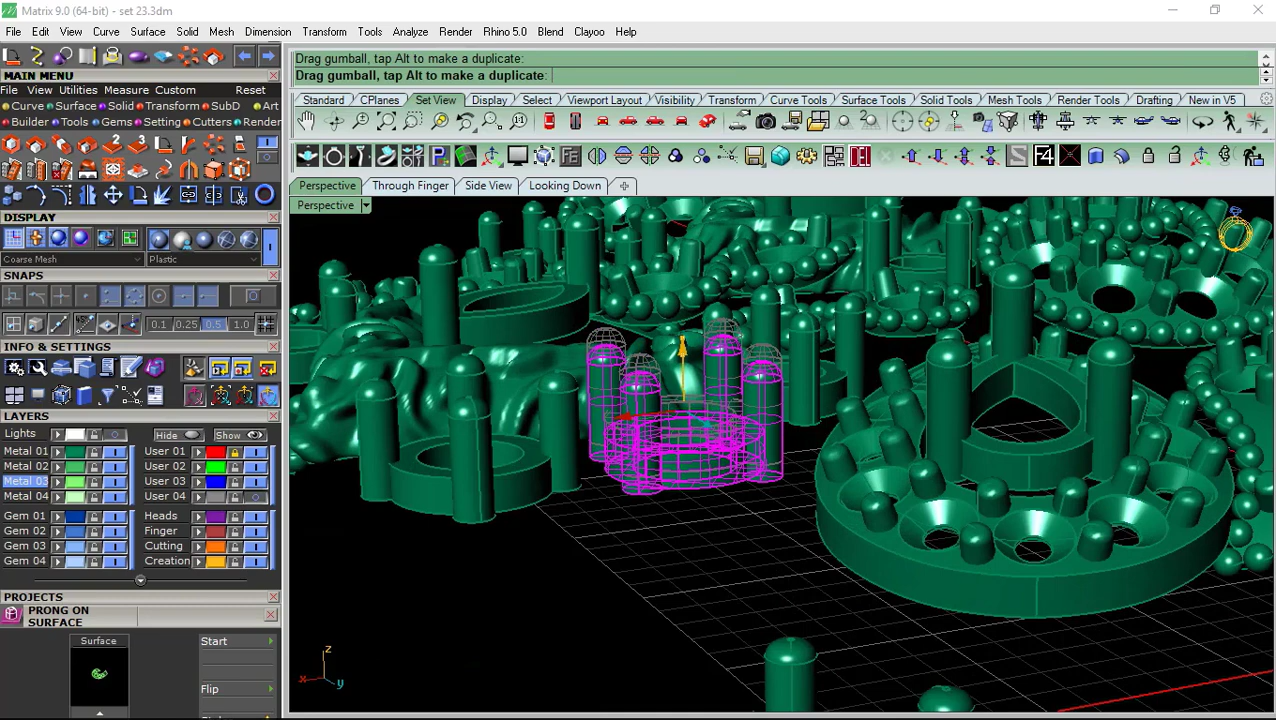 Matrix 9.0 (64-bit) - set 23.3dm
File Edit View Curve Surface Solid Mesh Dimension Transform Tools Analyze Render Rhino 5.0 Blend Clayoo Help
Drag gumball, tap Alt to make a duplicate:
Drag gumball, tap Alt to make a duplicate:
MAIN MENU
File View Utilities Measure Custom Reset
Curve Surface Solid Transform SubD Art
Builder Tools Gems Setting Cutters Render
Standard CPlanes Set View Display Select Viewport Layout Visibility Transform Curve Tools Surface Tools Solid Tools Mesh Tools Render Tools Drafting New in V5
Perspective Through Finger Side View Looking Down
Perspective
DISPLAY
Coarse Mesh Plastic
SNAPS
0.1 0.25 0.5 1.0
INFO & SETTINGS
LAYERS
Lights Hide Show
Metal 01 User 01
Metal 02 User 02
Metal 03 User 03
Metal 04 User 04
Gem 01 Heads
Gem 02 Finger
Gem 03 Cutting
Gem 04 Creation
PROJECTS
PRONG ON
SURFACE
Surface Start
Flip
z
x y